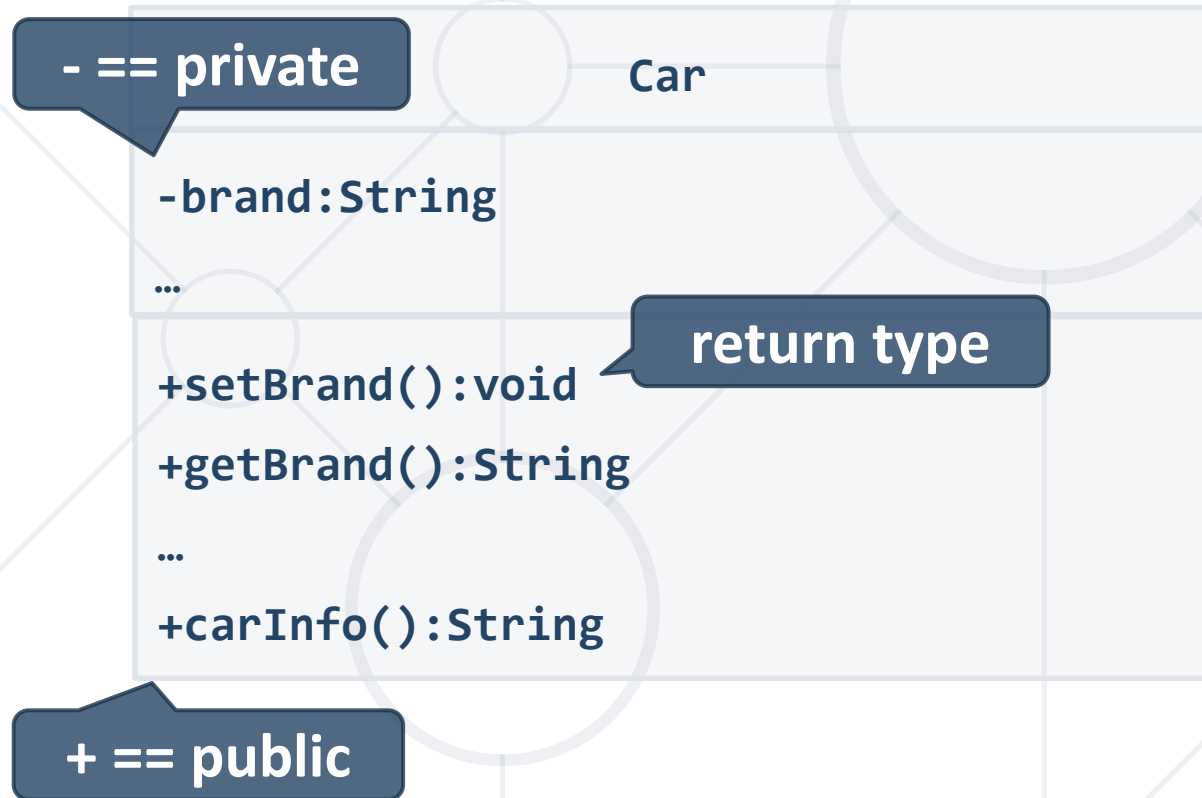 - == private
Car
-brand:String
…
return type
+setBrand():void
+getBrand():String
…
+carInfo():String
+ == public